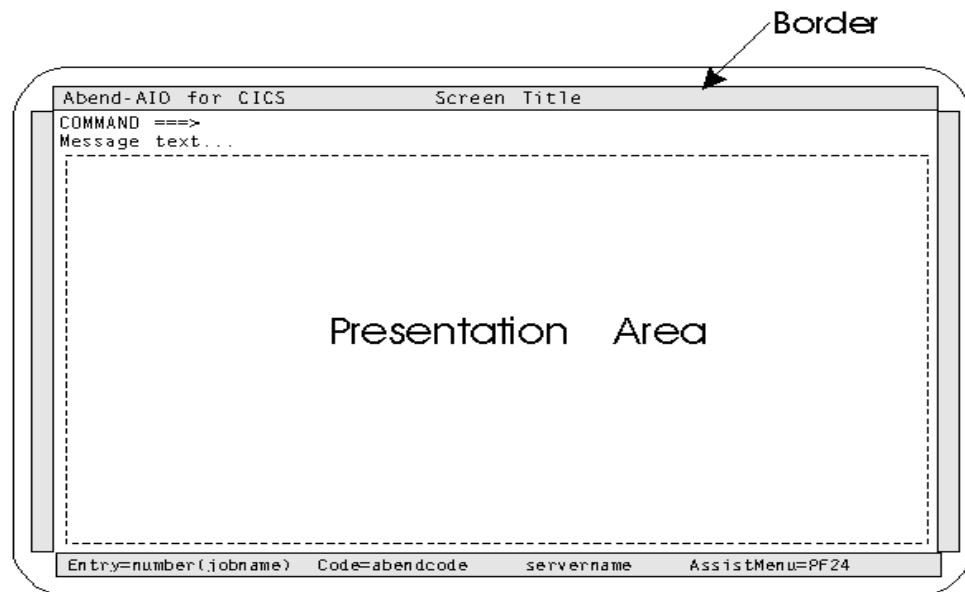 Border
Abend-AID for CICS Screen Title
COMMAND ===>
Message text...
Presentation Area
Entry=number(jobname) Code=abendcode servername AssistMenu=PF24